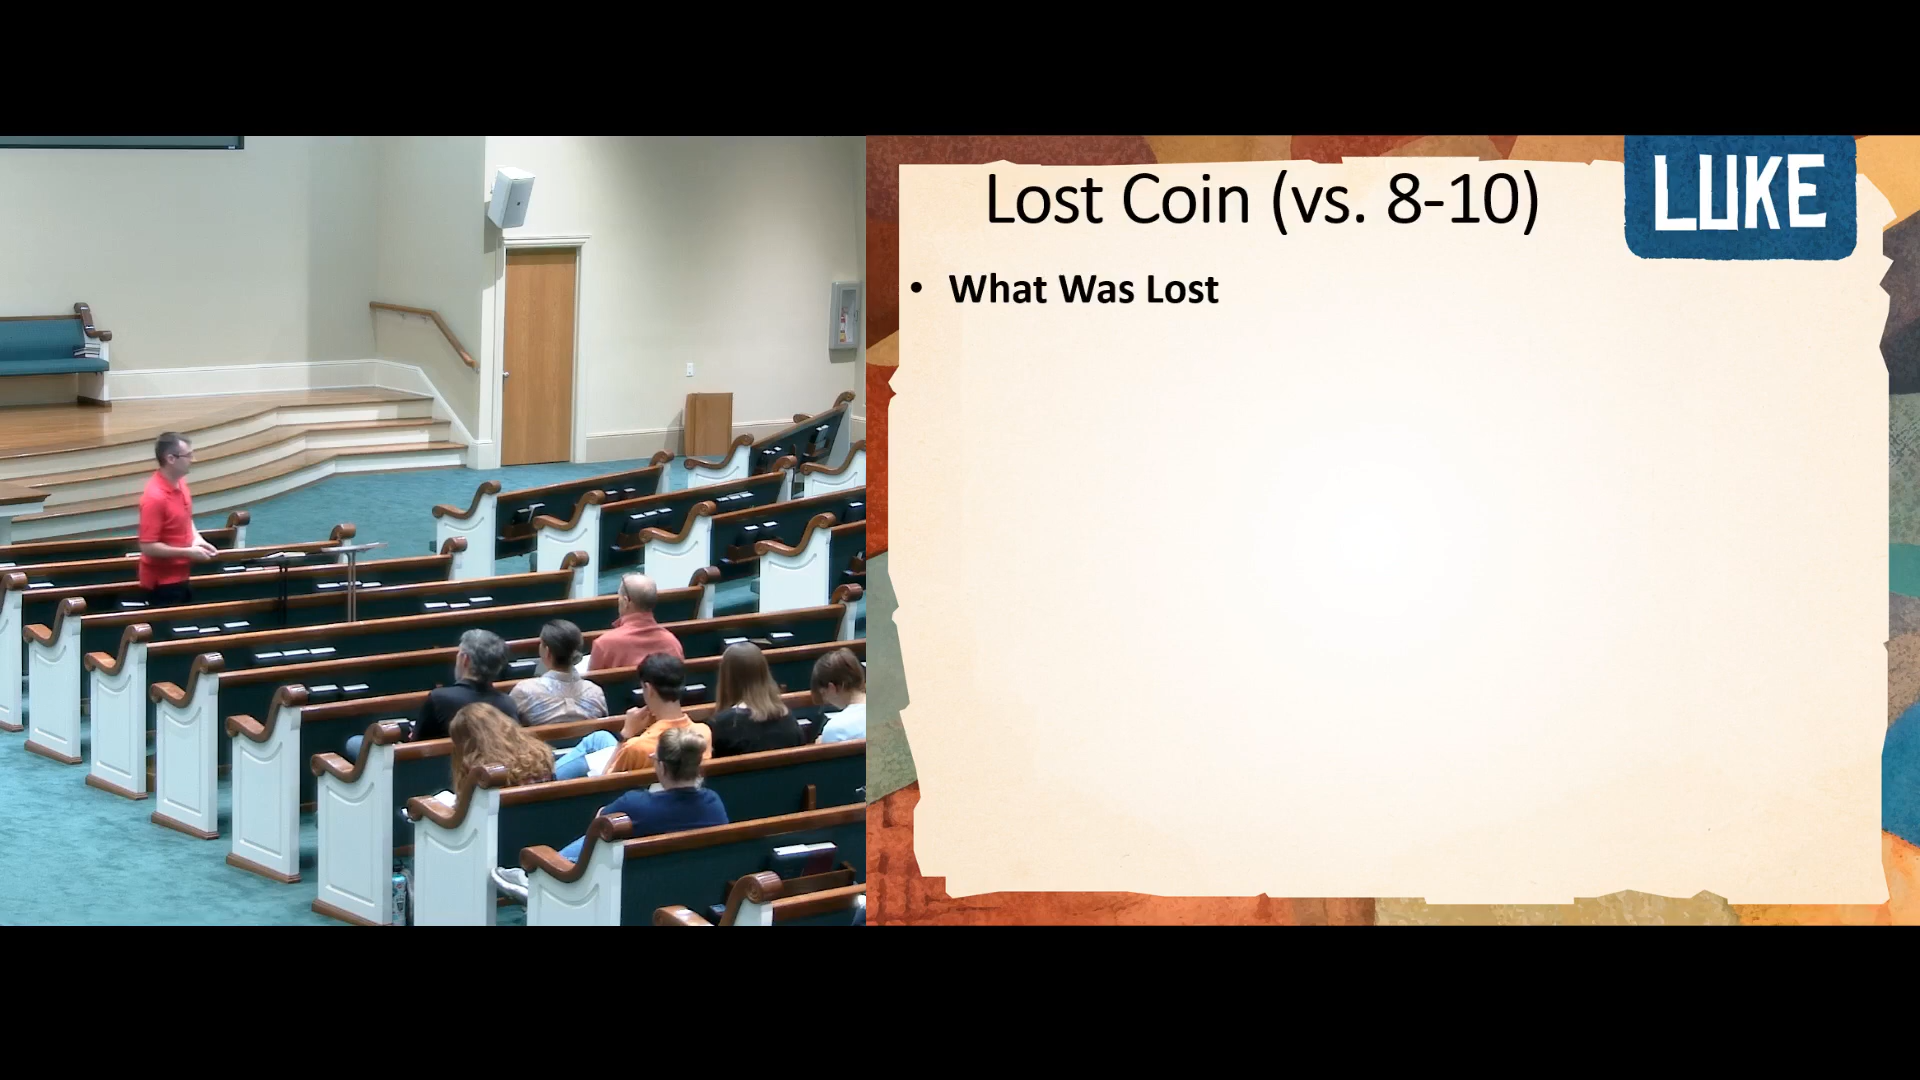 Lost Coin (vs. 8-10)
LUKE
• What Was Lost